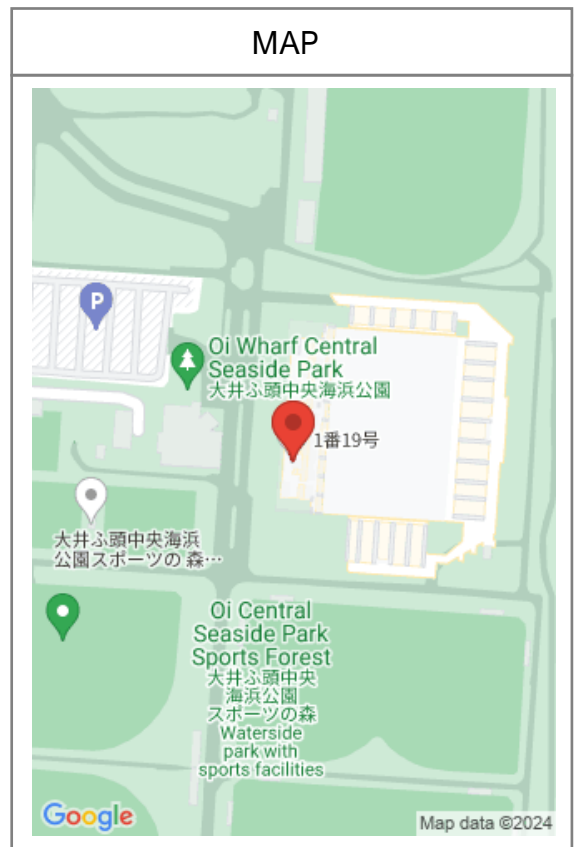 MAP
P
Oi Wharf Central
Seaside Park
大井ふ頭中央海浜公園
1番19号
大井ふ頭中央海浜
公園スポーツの 森…
Oi Central
Seaside Park
Sports Forest
大井ふ頭中央
海浜公園
スポーツの森
Waterside
park with
sports facilities
Google
Map data ©2024